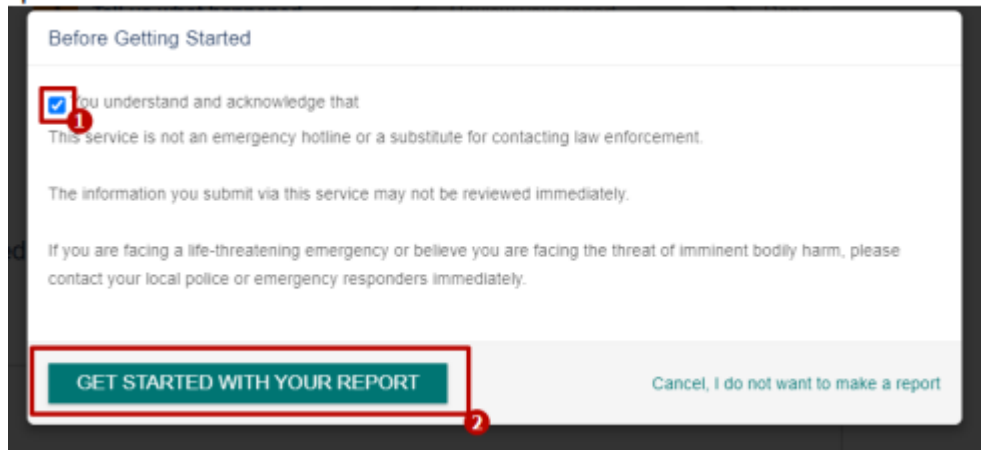 Before Getting Started
You understand and acknowledge that
1
This service is not an emergency hotline or a substitute for contacting law enforcement.
The information you submit via this service may not be reviewed immediately.
If you are facing a life-threatening emergency or believe you are facing the threat of imminent bodily harm, please
contact your local police or emergency responders immediately.
GET STARTED WITH YOUR REPORT
Cancel, I do not want to make a report
2